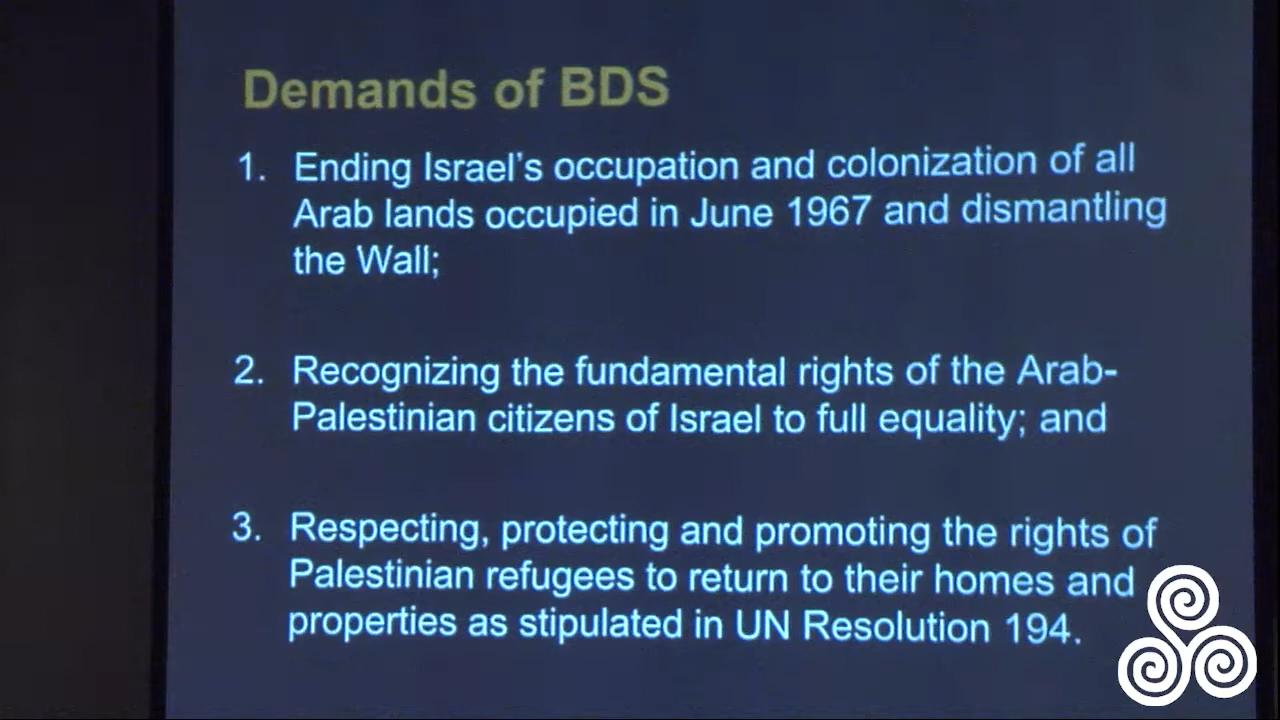 Demands of BDS
1. Ending Israel's occupation and colonization of all
Arab lands occupied in June 1967 and dismantling
the Wall;
2. Recognizing the fundamental rights of the Arab-
Palestinian citizens of Israel to full equality; and
3. Respecting, protecting and promoting the rights of
Palestinian refugees to return to their homes and
properties as stipulated in UN Resolution 194.